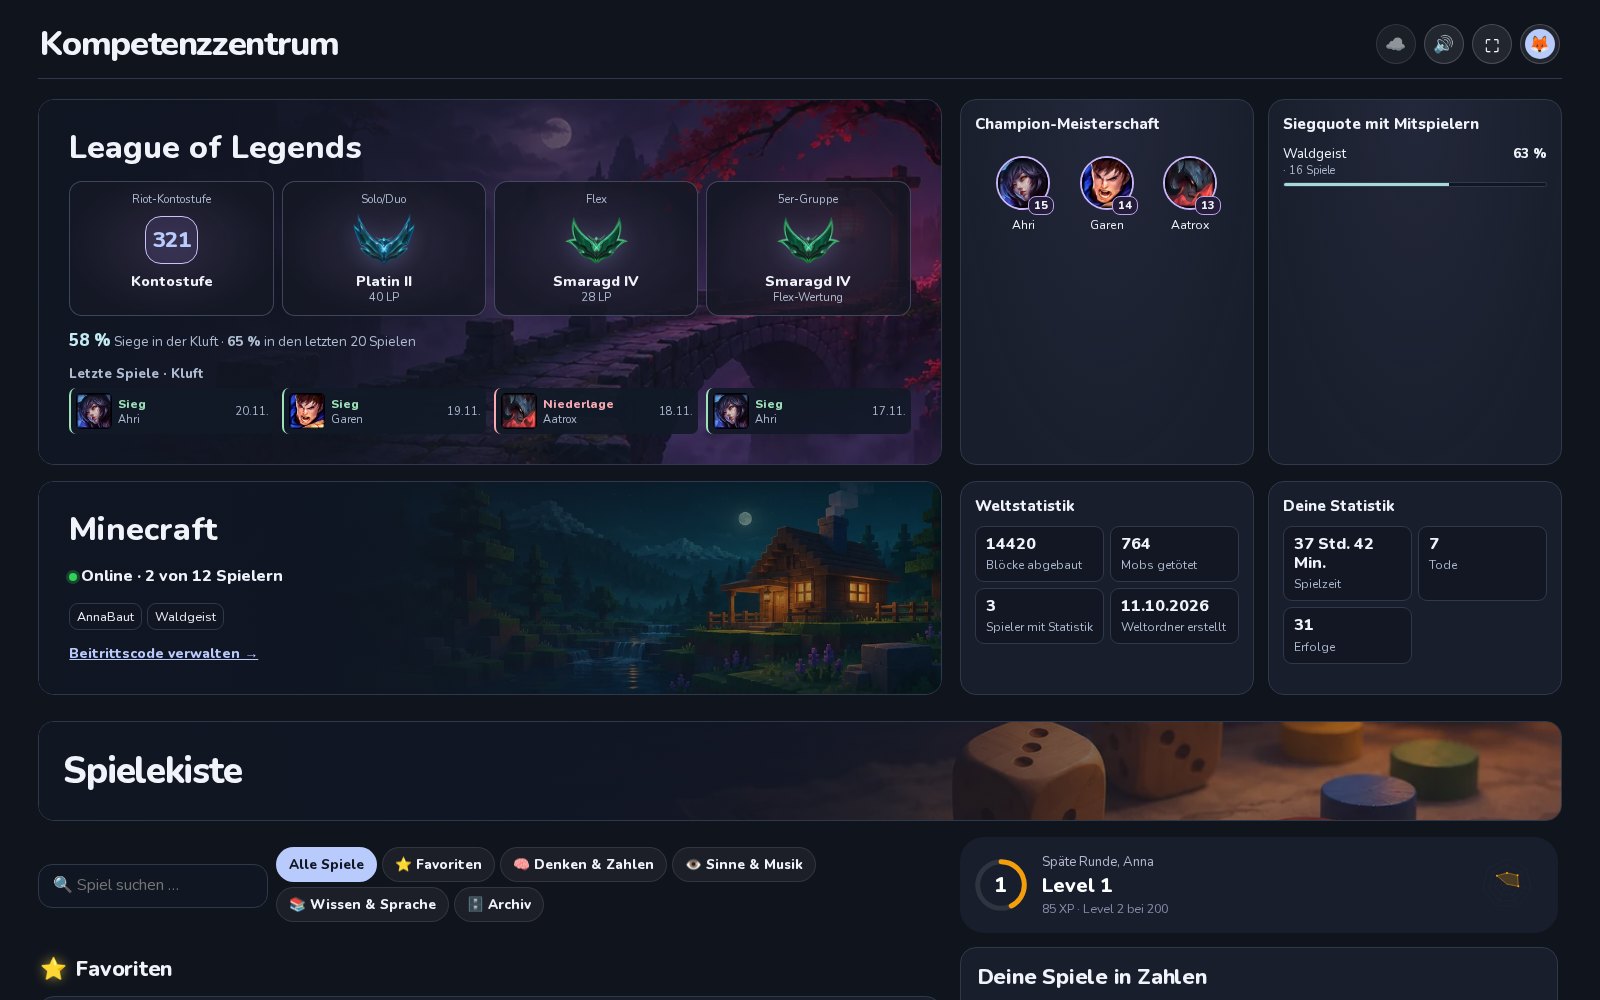 Kompetenzzentrum
League of Legends
Riot-Kontostufe
321
Kontostufe
Solo/Duo
Platin II
40 LP
Flex
Smaragd IV
28 LP
5er-Gruppe
Smaragd IV
Flex-Wertung
58 % Siege in der Kluft · 65 % in den letzten 20 Spielen
Letzte Spiele · Kluft
Sieg
Ahri
20.11.
Sieg
Garen
19.11.
Niederlage
Aatrox
18.11.
Sieg
Ahri
17.11.
Champion-Meisterschaft
15
Ahri
14
Garen
13
Aatrox
Siegquote mit Mitspielern
Waldgeist 63 %
· 16 Spiele
Minecraft
Online · 2 von 12 Spielern
AnnaBaut Waldgeist
Beitrittscode verwalten →
Weltstatistik
14420
Blöcke abgebaut
764
Mobs getötet
3
Spieler mit Statistik
11.10.2026
Weltordner erstellt
Deine Statistik
37 Std. 42
Min.
Spielzeit
7
Tode
31
Erfolge
Spielekiste
Spiel suchen …
Alle Spiele Favoriten Denken & Zahlen Sinne & Musik
Wissen & Sprache Archiv
Favoriten
1
Späte Runde, Anna
Level 1
85 XP · Level 2 bei 200
Deine Spiele in Zahlen